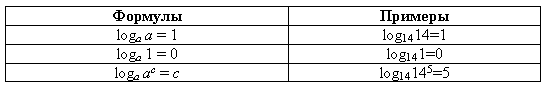 Формулы Примеры
logₐ a = 1 log₁₄14=1
logₐ 1 = 0 log₁₄1=0
logₐ aᶜ = c log₁₄14⁵=5